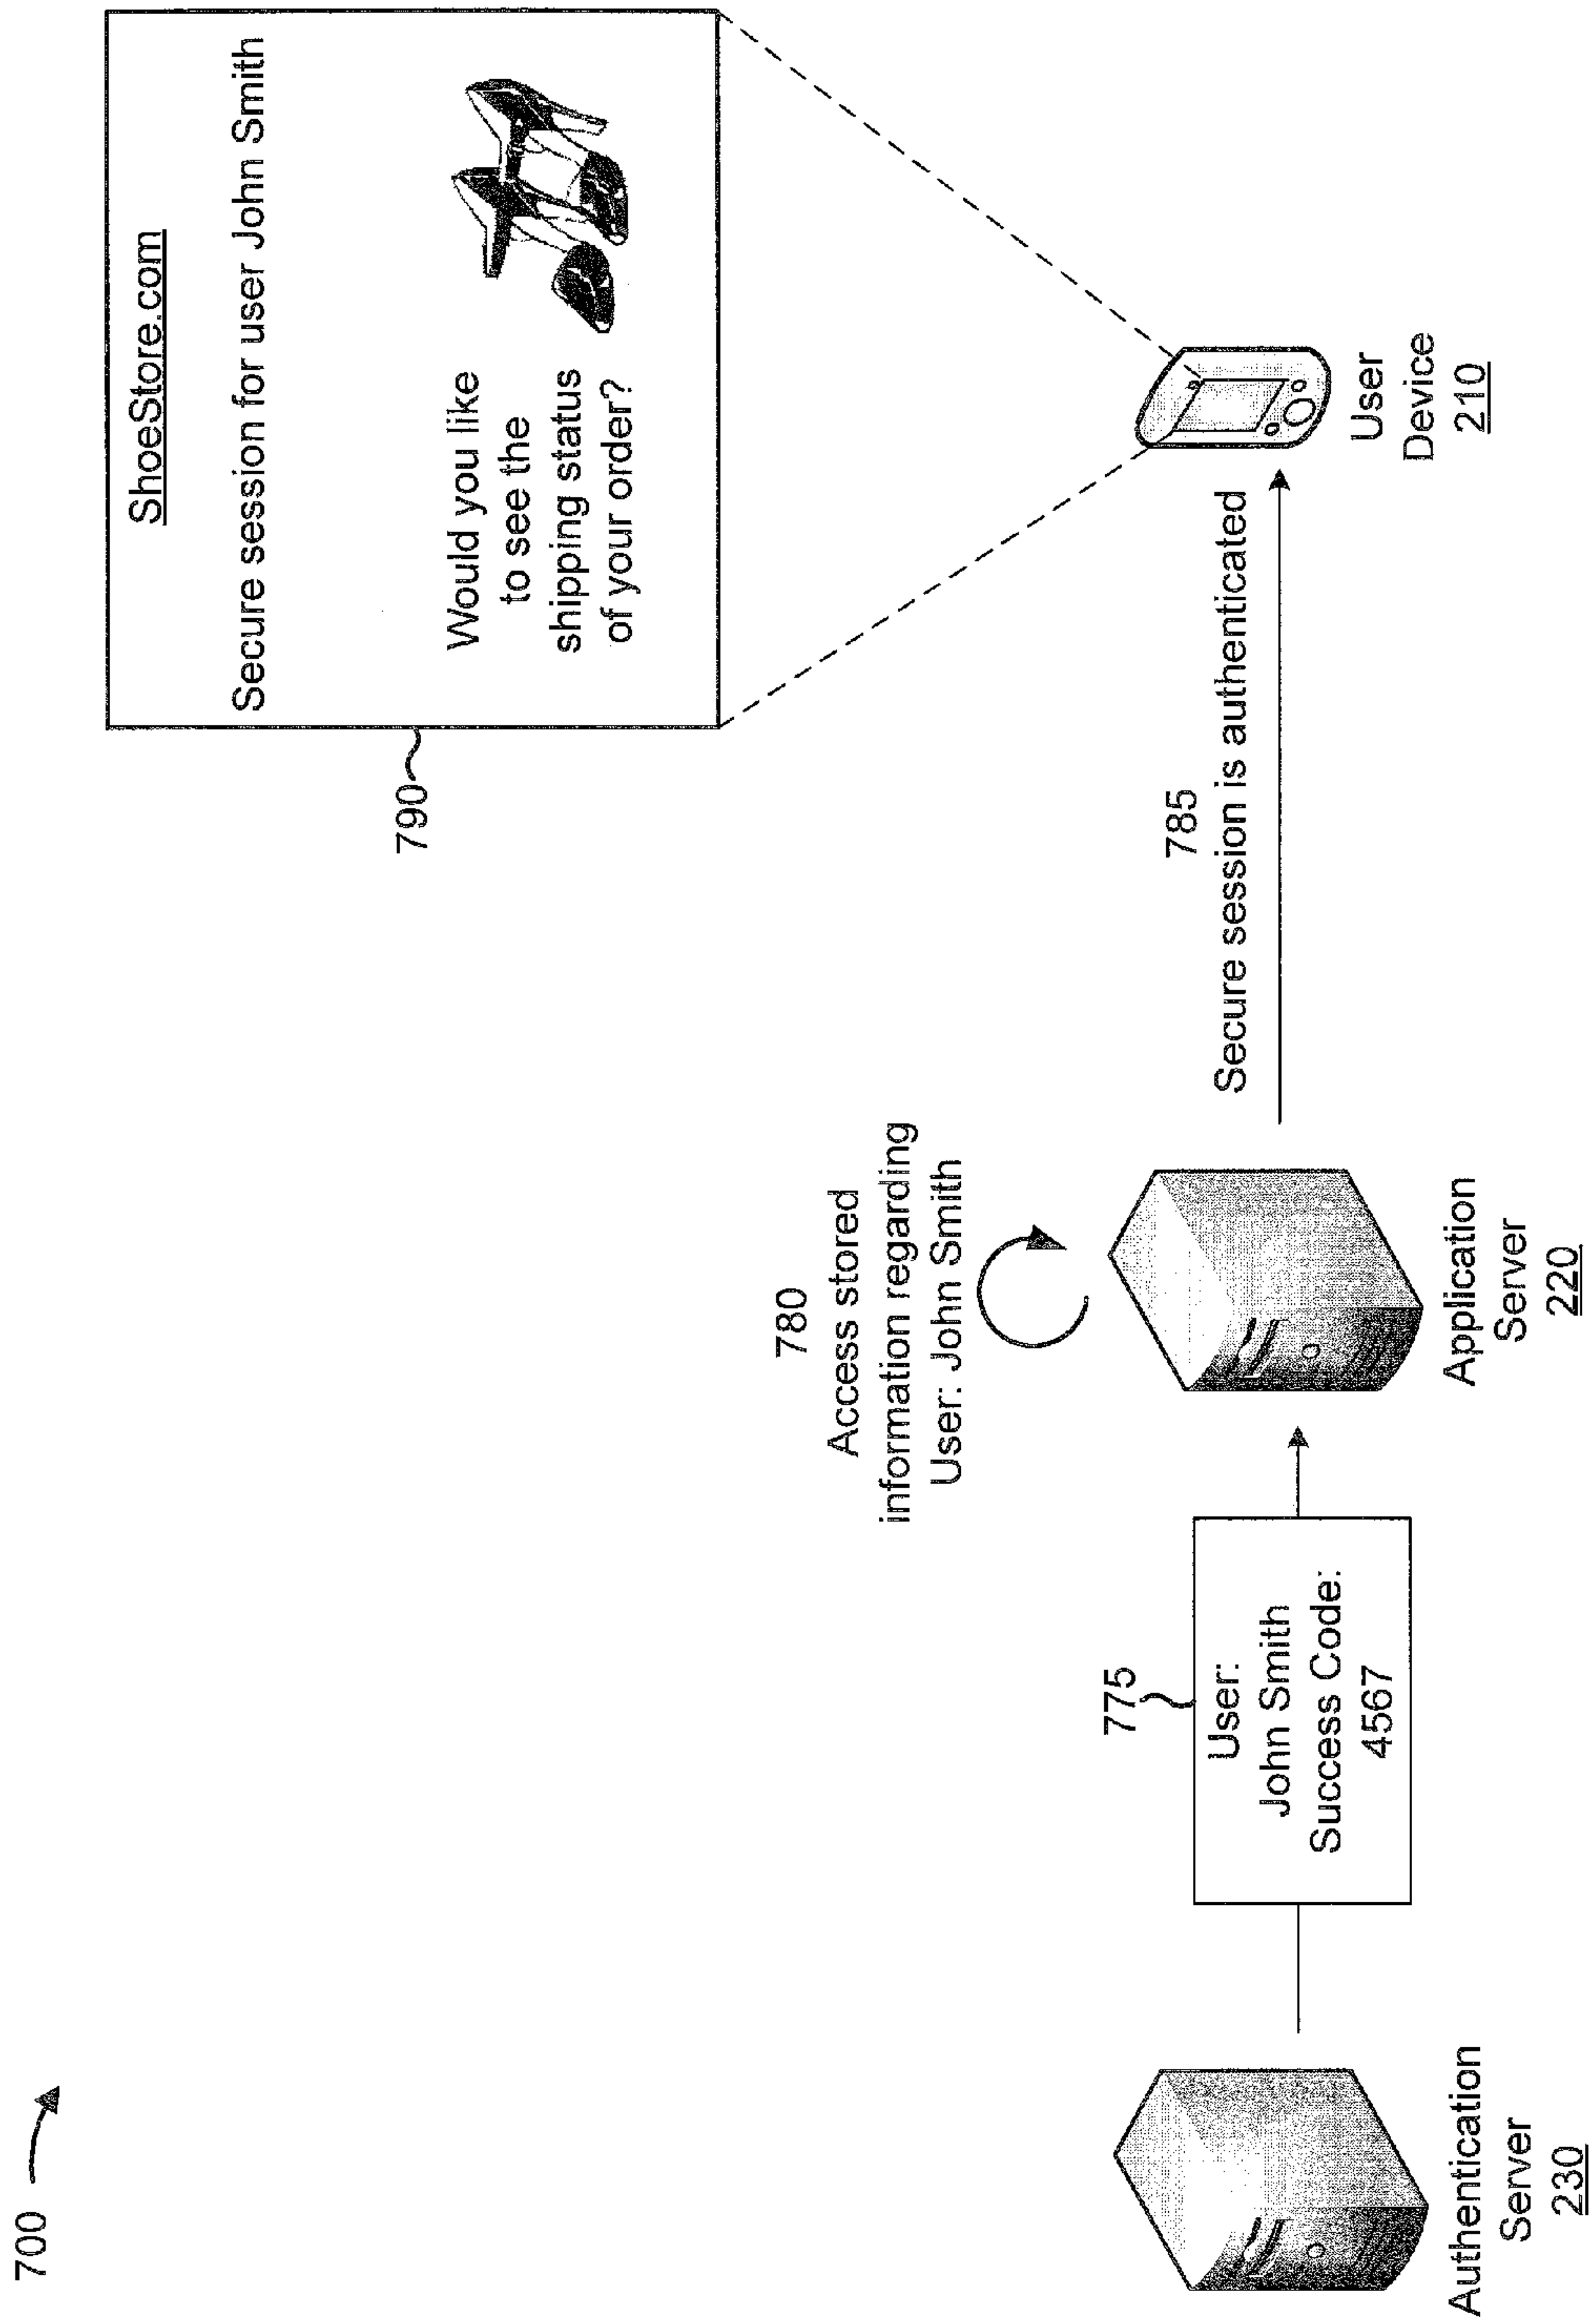 700
ShoeStore.com
Secure session for user John Smith
Would you like
to see the
shipping status
of your order?
790
780
Access stored
information regarding
User: John Smith
775
User:
John Smith
Success Code:
4567
785
Secure session is authenticated
Authentication
Server
230
Application
Server
220
User
Device
210